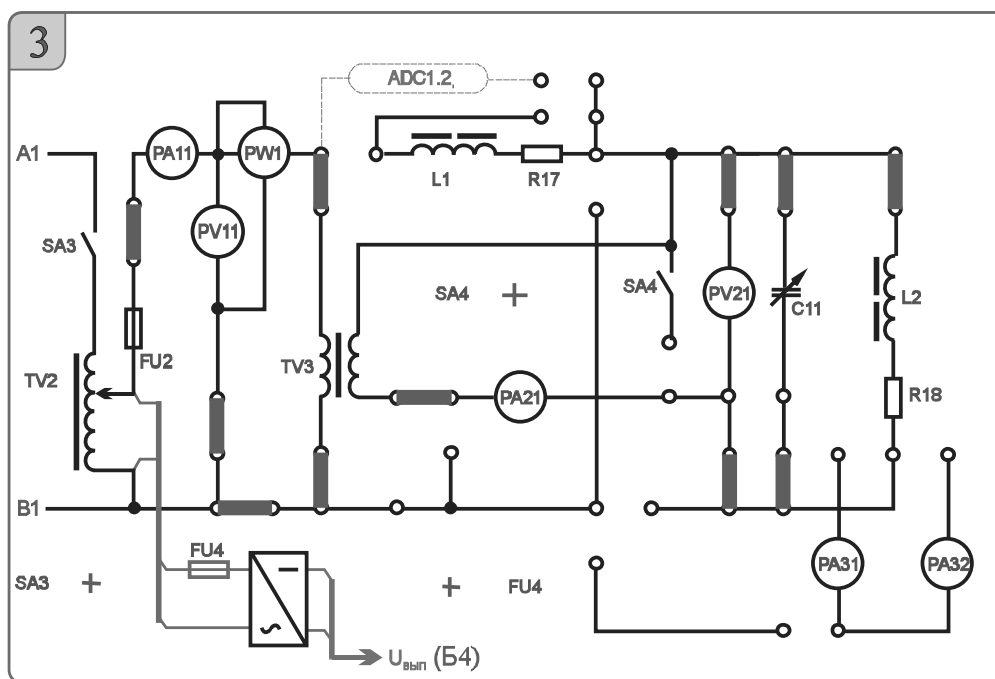 3
ADC1.2,
A1
PA11
PW1
L1
R17
PV11
SA3
SA4
SA4
PV21
C11
L2
FU2
TV2
TV3
PA21
R18
B1
FU4
SA3
FU4
PA31
PA32
Uвып (Б4)